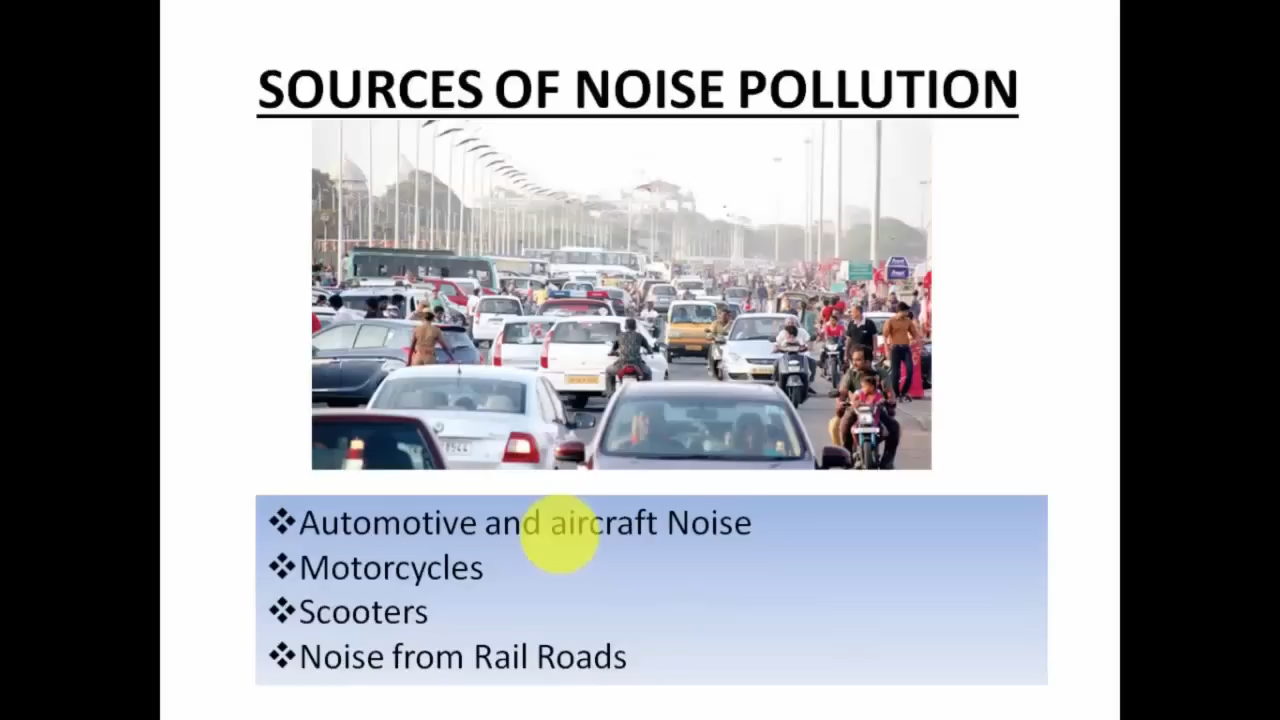 SOURCES OF NOISE POLLUTION
❖Automotive and aircraft Noise
❖Motorcycles
❖Scooters
❖Noise from Rail Roads